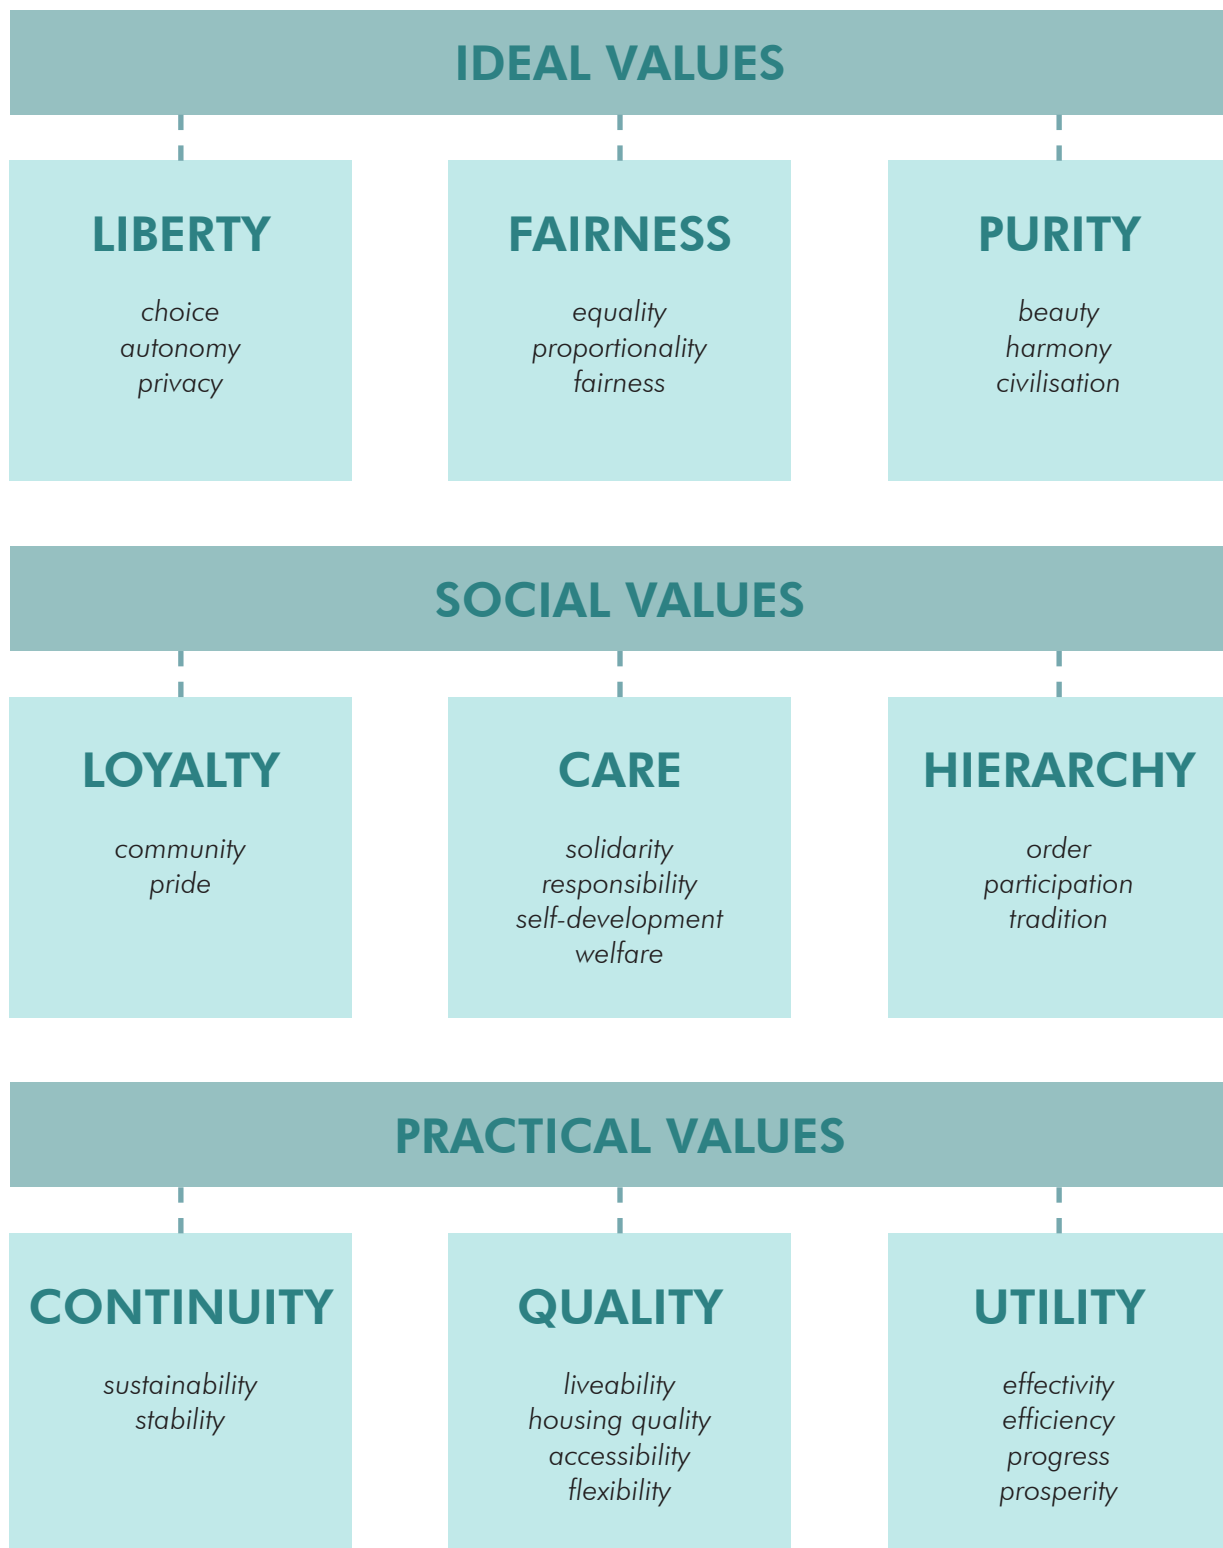 IDEAL VALUES
LIBERTY
choice
autonomy
privacy
FAIRNESS
equality
proportionality
fairness
PURITY
beauty
harmony
civilisation
SOCIAL VALUES
LOYALTY
community
pride
CARE
solidarity
responsibility
self-development
welfare
HIERARCHY
order
participation
tradition
PRACTICAL VALUES
CONTINUITY
sustainability
stability
QUALITY
liveability
housing quality
accessibility
flexibility
UTILITY
effectivity
efficiency
progress
prosperity